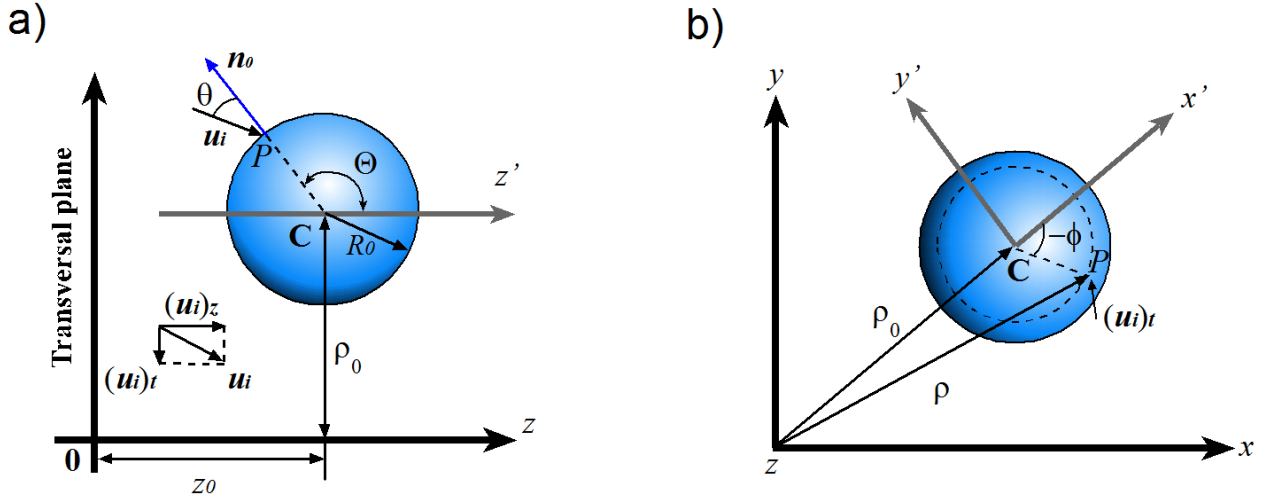 a)
n₀
θ
uᵢ
P
Θ
z’
C
R₀
Transversal plane
(uᵢ)z
(uᵢ)t
uᵢ
ρ₀
z
0
z₀
b)
y
y’
x’
−ϕ
C
P
ρ₀
(uᵢ)t
ρ
z
x